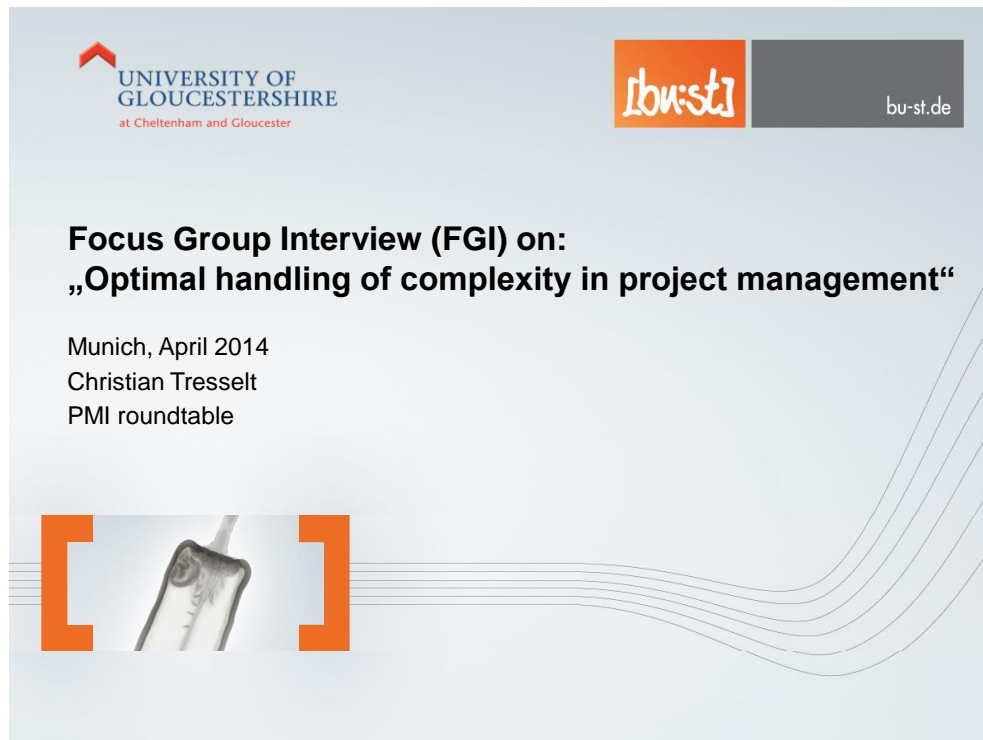 UNIVERSITY OF
GLOUCESTERSHIRE
at Cheltenham and Gloucester
[bu:st]
bu-st.de
Focus Group Interview (FGI) on:
„Optimal handling of complexity in project management“
Munich, April 2014
Christian Tresselt
PMI roundtable